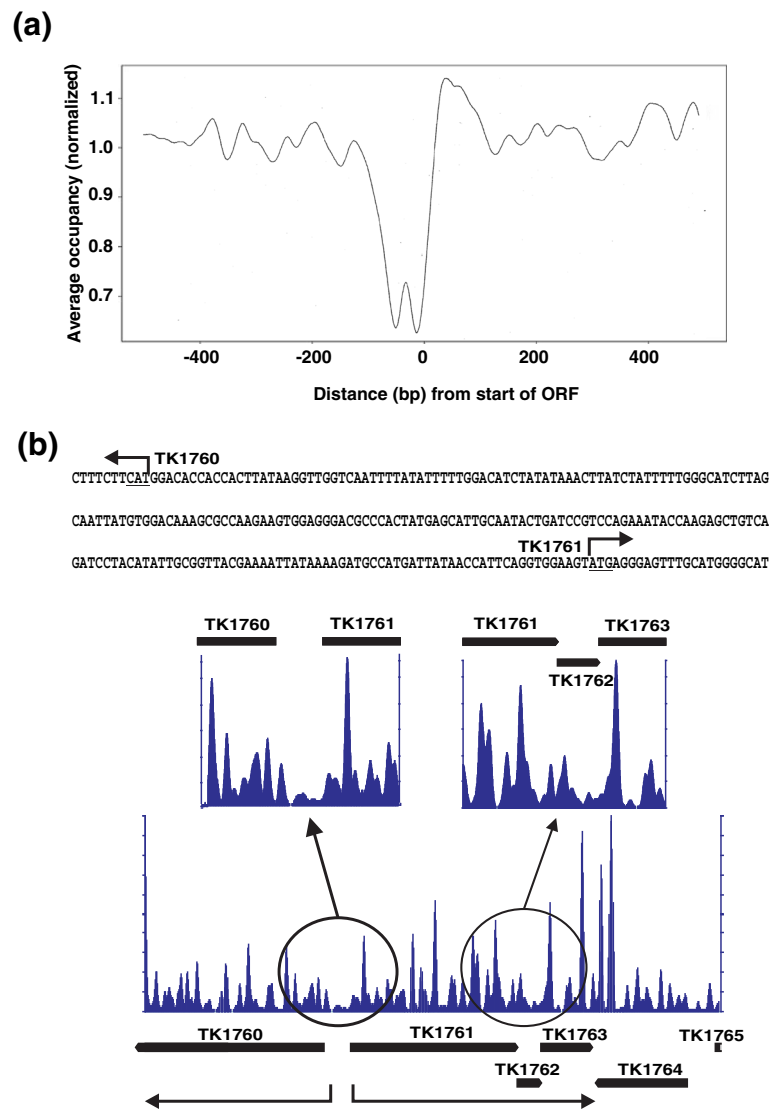 (a)
Average occupancy (normalized)
1.1
1.0
0.9
0.8
0.7
-400 -200 0 200 400
Distance (bp) from start of ORF
(b)
TK1760
CTTTCTTCATGGACACCACCACTTATAAGGTTGGTCAATTTTATATTTTTGGACATCTATATAAACTTATCTATTTTTGGGCATCTTAG
CAATTATGTGGACAAAGCGCCAAGAAGTGGAGGGACGCCCACTATGAGCATTGCAATACTGATCCGTCCAGAAATACCAAGAGCTGTCA
TK1761
GATCCTACATATTGCGGTTACGAAAATTATAAAAGATGCCATGATTATAACCATTCAGGTGGAAGTATGAGGGAGTTTGCATGGGGCAT
TK1760 TK1761 TK1761 TK1763
TK1762
TK1760 TK1761 TK1763 TK1765
TK1762 TK1764